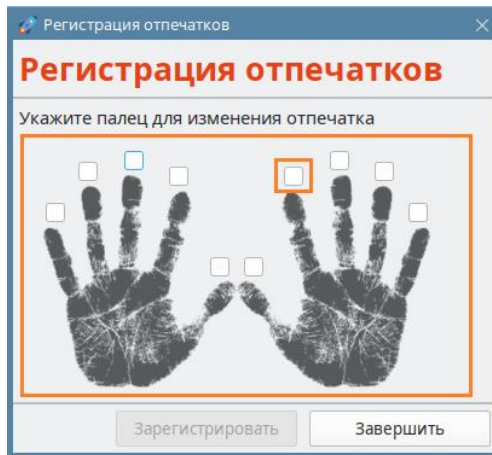 Регистрация отпечатков
Регистрация отпечатков
Укажите палец для изменения отпечатка
Зарегистрировать
Завершить